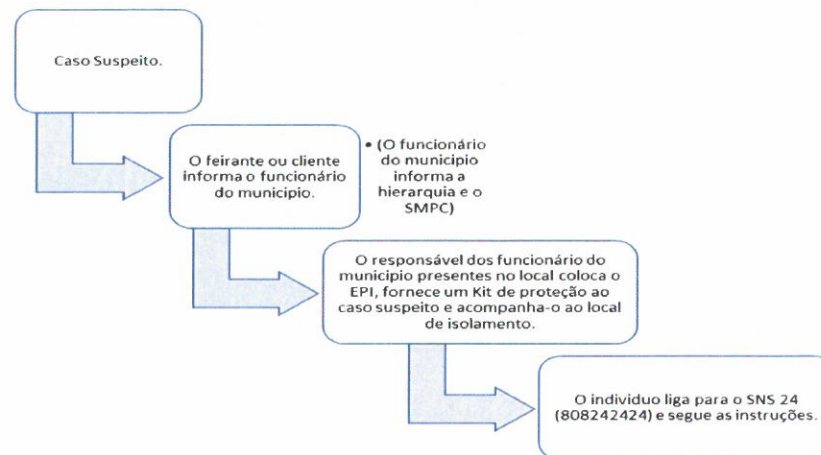 Caso Suspeito.
O feirante ou cliente
informa o funcionário
do municipio.
• (O funcionário
do municipio
informa a
hierarquia e o
SMPC)
O responsável dos funcionário do
municipio presentes no local coloca o
EPI, fornece um Kit de proteção ao
caso suspeito e acompanha-o ao local
de isolamento.
O individuo liga para o SNS 24
(808242424) e segue as instruções.